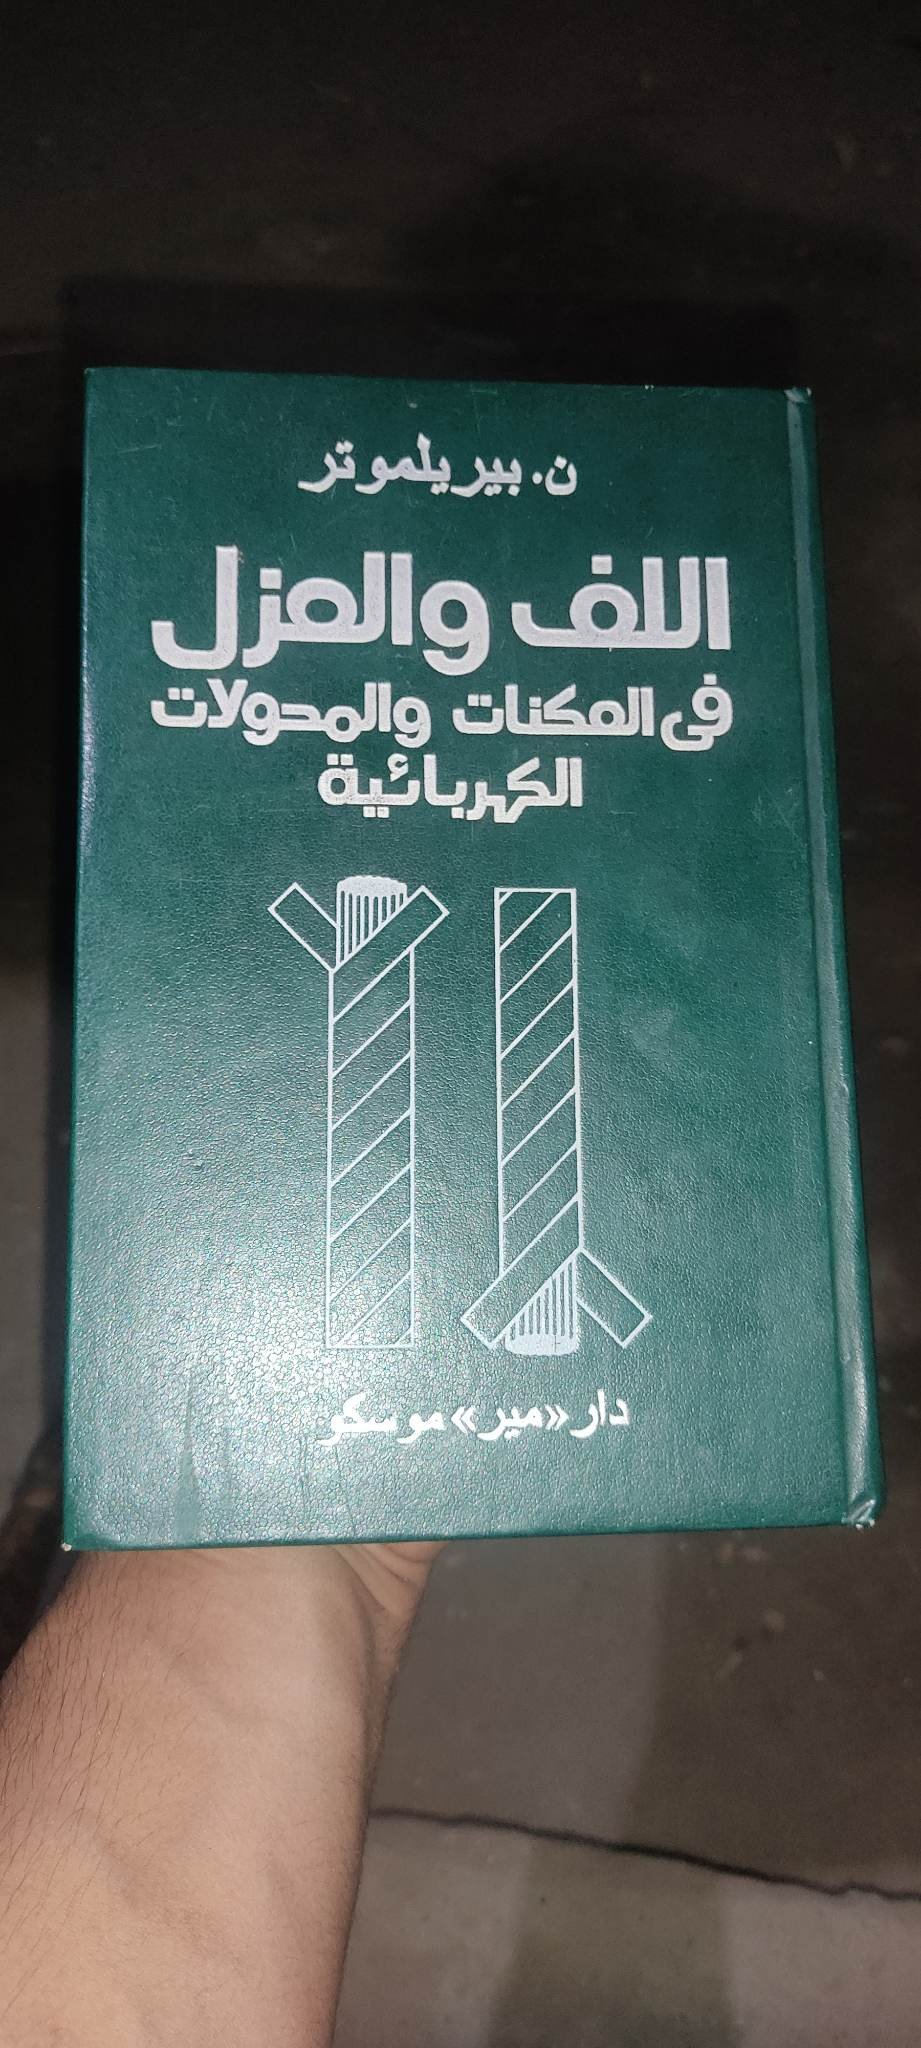 ن. بيريلموتر
اللف والعزل
فى المكنات والمحولات
الكهربائية
دار «مير» موسكو